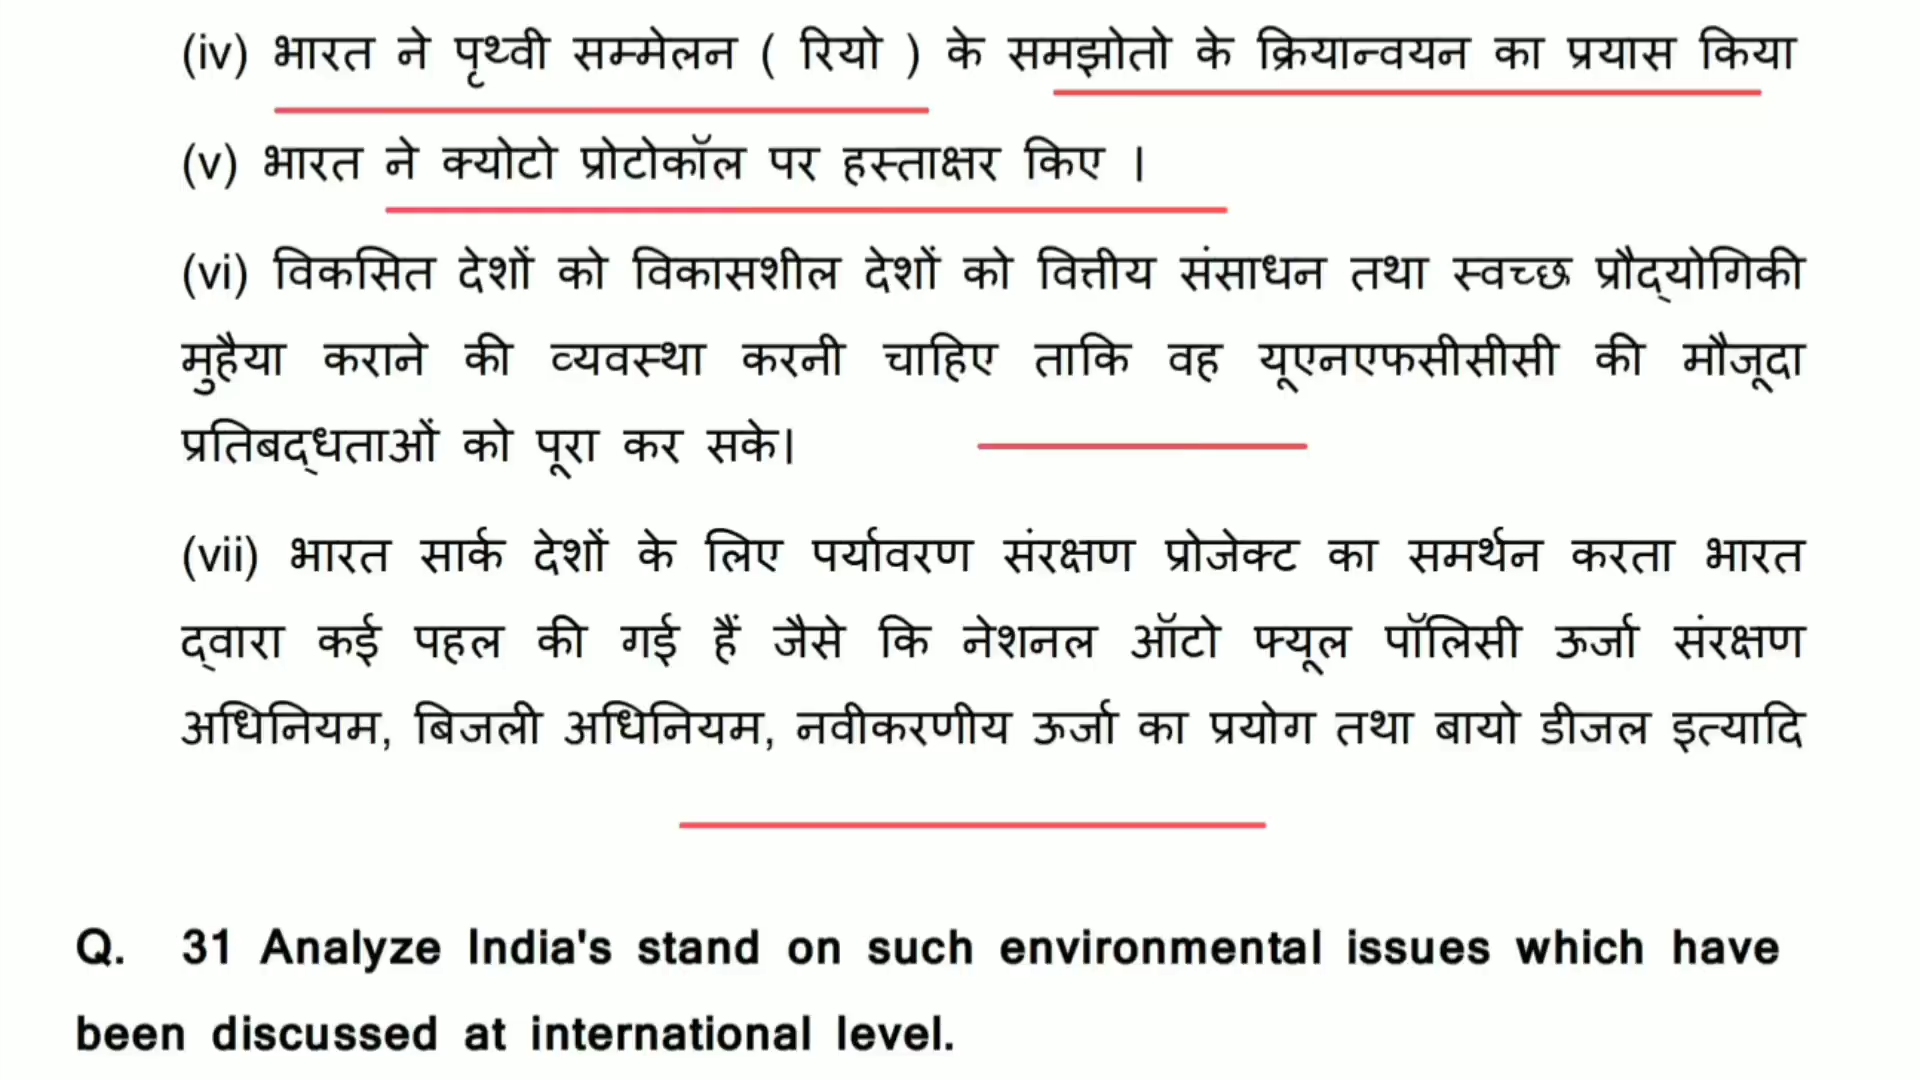 (iv) भारत ने पृथ्वी सम्मेलन ( रियो ) के समझोतो के क्रियान्वयन का प्रयास किया
(v) भारत ने क्योटो प्रोटोकॉल पर हस्ताक्षर किए ।
(vi) विकसित देशों को विकासशील देशों को वित्तीय संसाधन तथा स्वच्छ प्रौद्योगिकी
मुहैया कराने की व्यवस्था करनी चाहिए ताकि वह यूएनएफसीसीसी की मौजूदा
प्रतिबद्धताओं को पूरा कर सके।
(vii) भारत सार्क देशों के लिए पर्यावरण संरक्षण प्रोजेक्ट का समर्थन करता भारत
द्वारा कई पहल की गई हैं जैसे कि नेशनल ऑटो फ्यूल पॉलिसी ऊर्जा संरक्षण
अधिनियम, बिजली अधिनियम, नवीकरणीय ऊर्जा का प्रयोग तथा बायो डीजल इत्यादि
Q. 31 Analyze India's stand on such environmental issues which have
been discussed at international level.